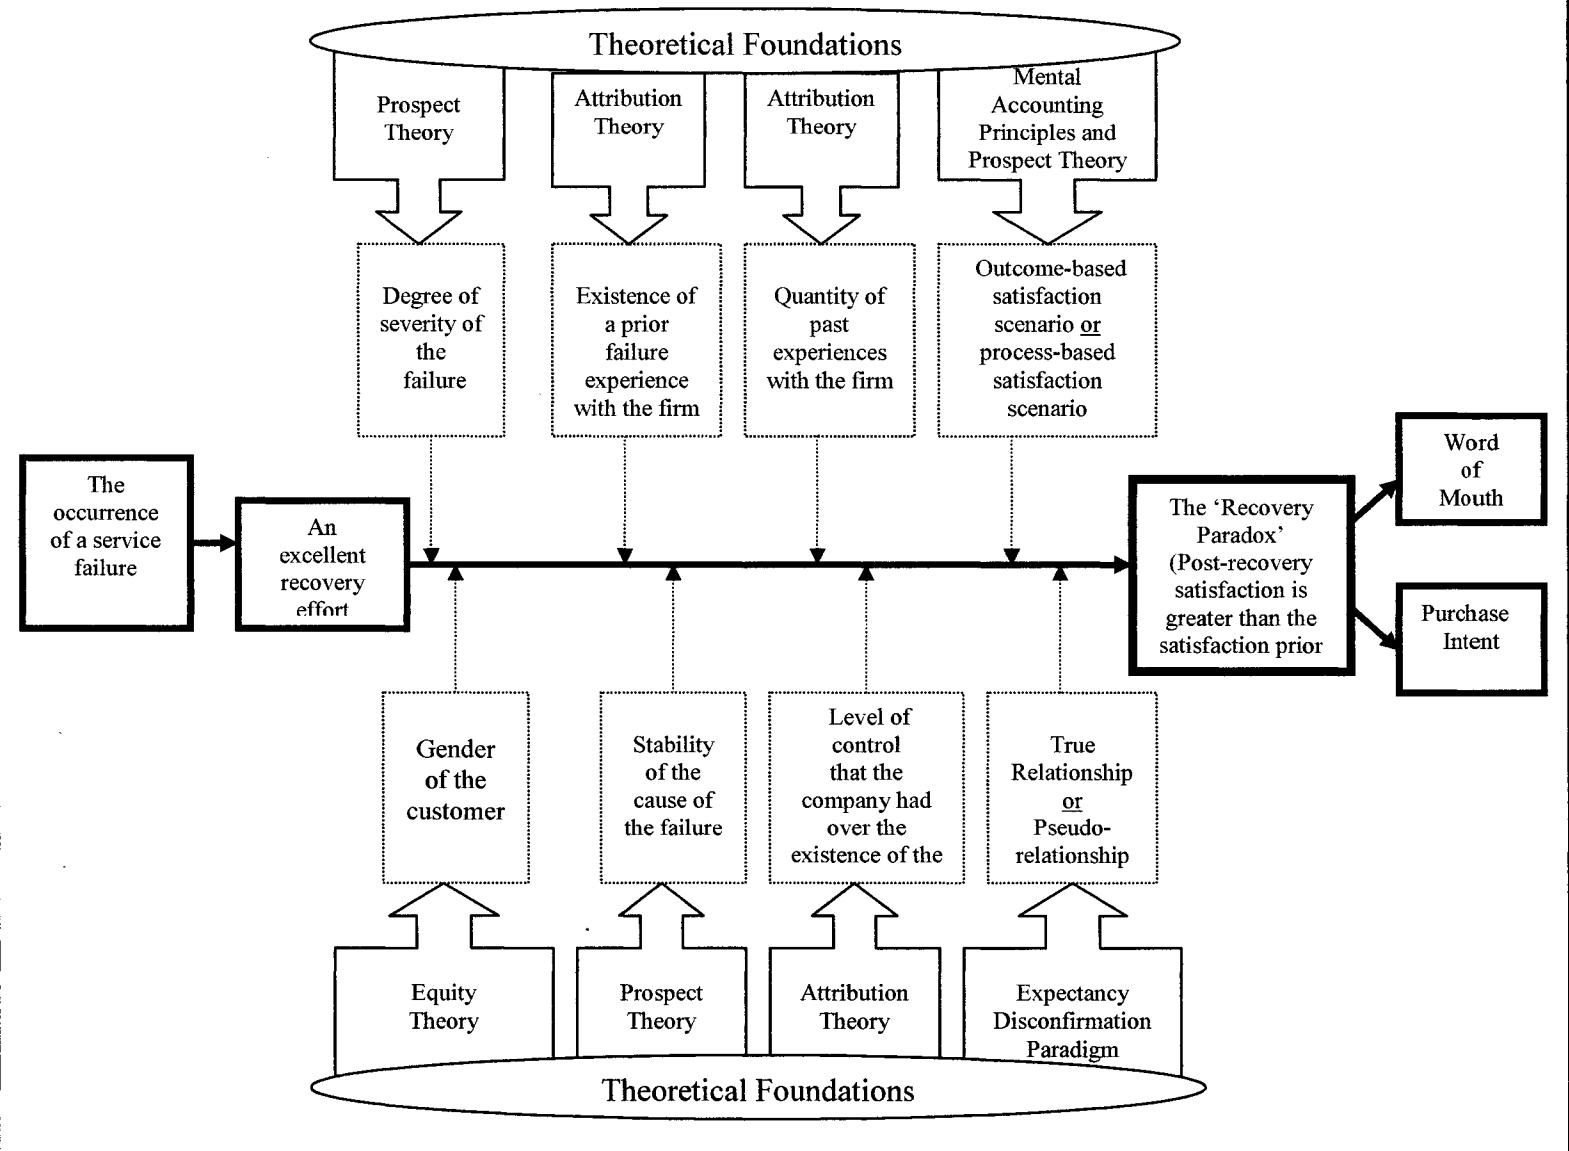 Theoretical Foundations
Prospect
Theory
Attribution
Theory
Attribution
Theory
Mental
Accounting
Principles and
Prospect Theory
Degree of
severity of
the
failure
Existence of
a prior
failure
experience
with the firm
Quantity of
past
experiences
with the firm
Outcome-based
satisfaction
scenario or
process-based
satisfaction
scenario
The
occurrence
of a service
failure
An
excellent
recovery
effort
The ‘Recovery
Paradox’
(Post-recovery
satisfaction is
greater than the
satisfaction prior
Word
of
Mouth
Purchase
Intent
Gender
of the
customer
Stability
of the
cause of
the failure
Level of
control
that the
company had
over the
existence of the
True
Relationship
or
Pseudo-
relationship
Equity
Theory
Prospect
Theory
Attribution
Theory
Expectancy
Disconfirmation
Paradigm
Theoretical Foundations